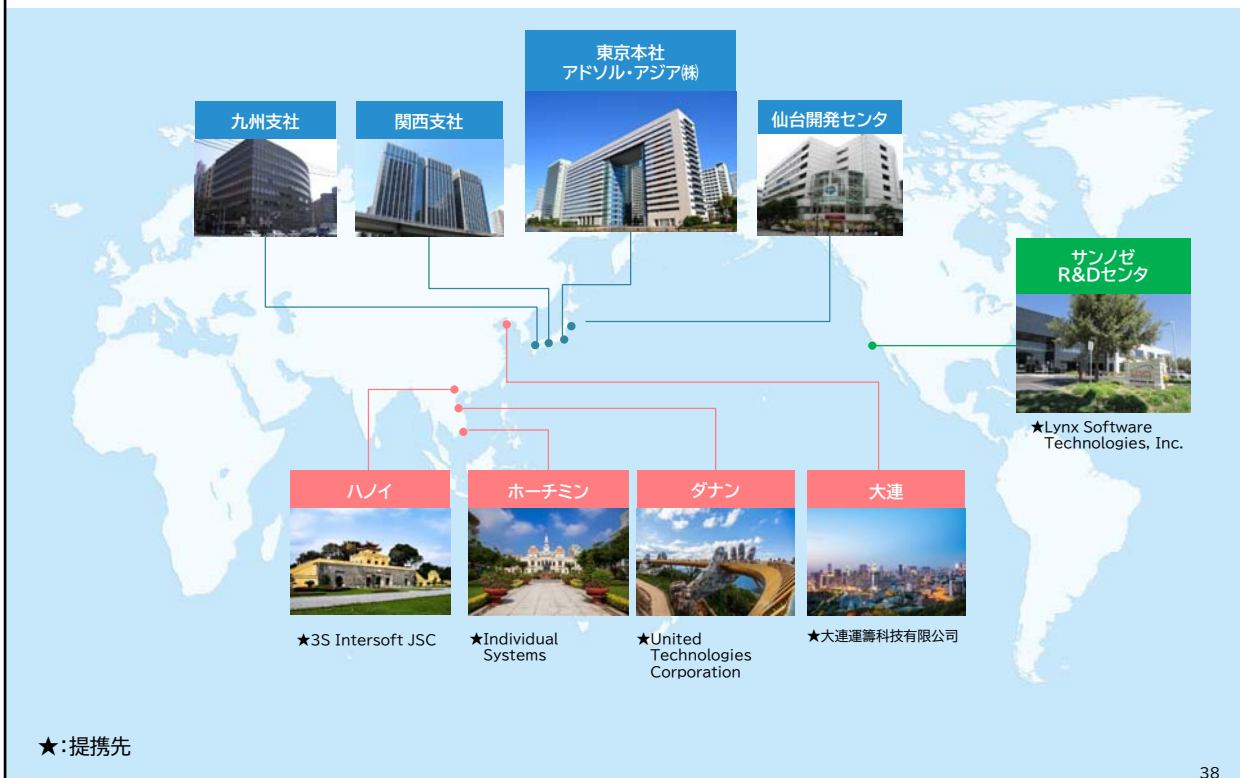 東京本社
アドソル・アジア㈱
九州支社
関西支社
仙台開発センタ
サンノゼ
R&Dセンタ
★Lynx Software
Technologies, Inc.
ハノイ
ホーチミン
ダナン
大連
★3S Intersoft JSC
★Individual
Systems
★United
Technologies
Corporation
★大連運籌科技有限公司
★：提携先
38